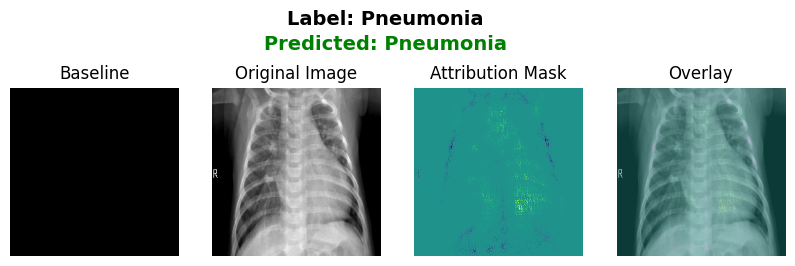 Label: Pneumonia
Predicted: Pneumonia
Baseline
Original Image
Attribution Mask
Overlay
R
R